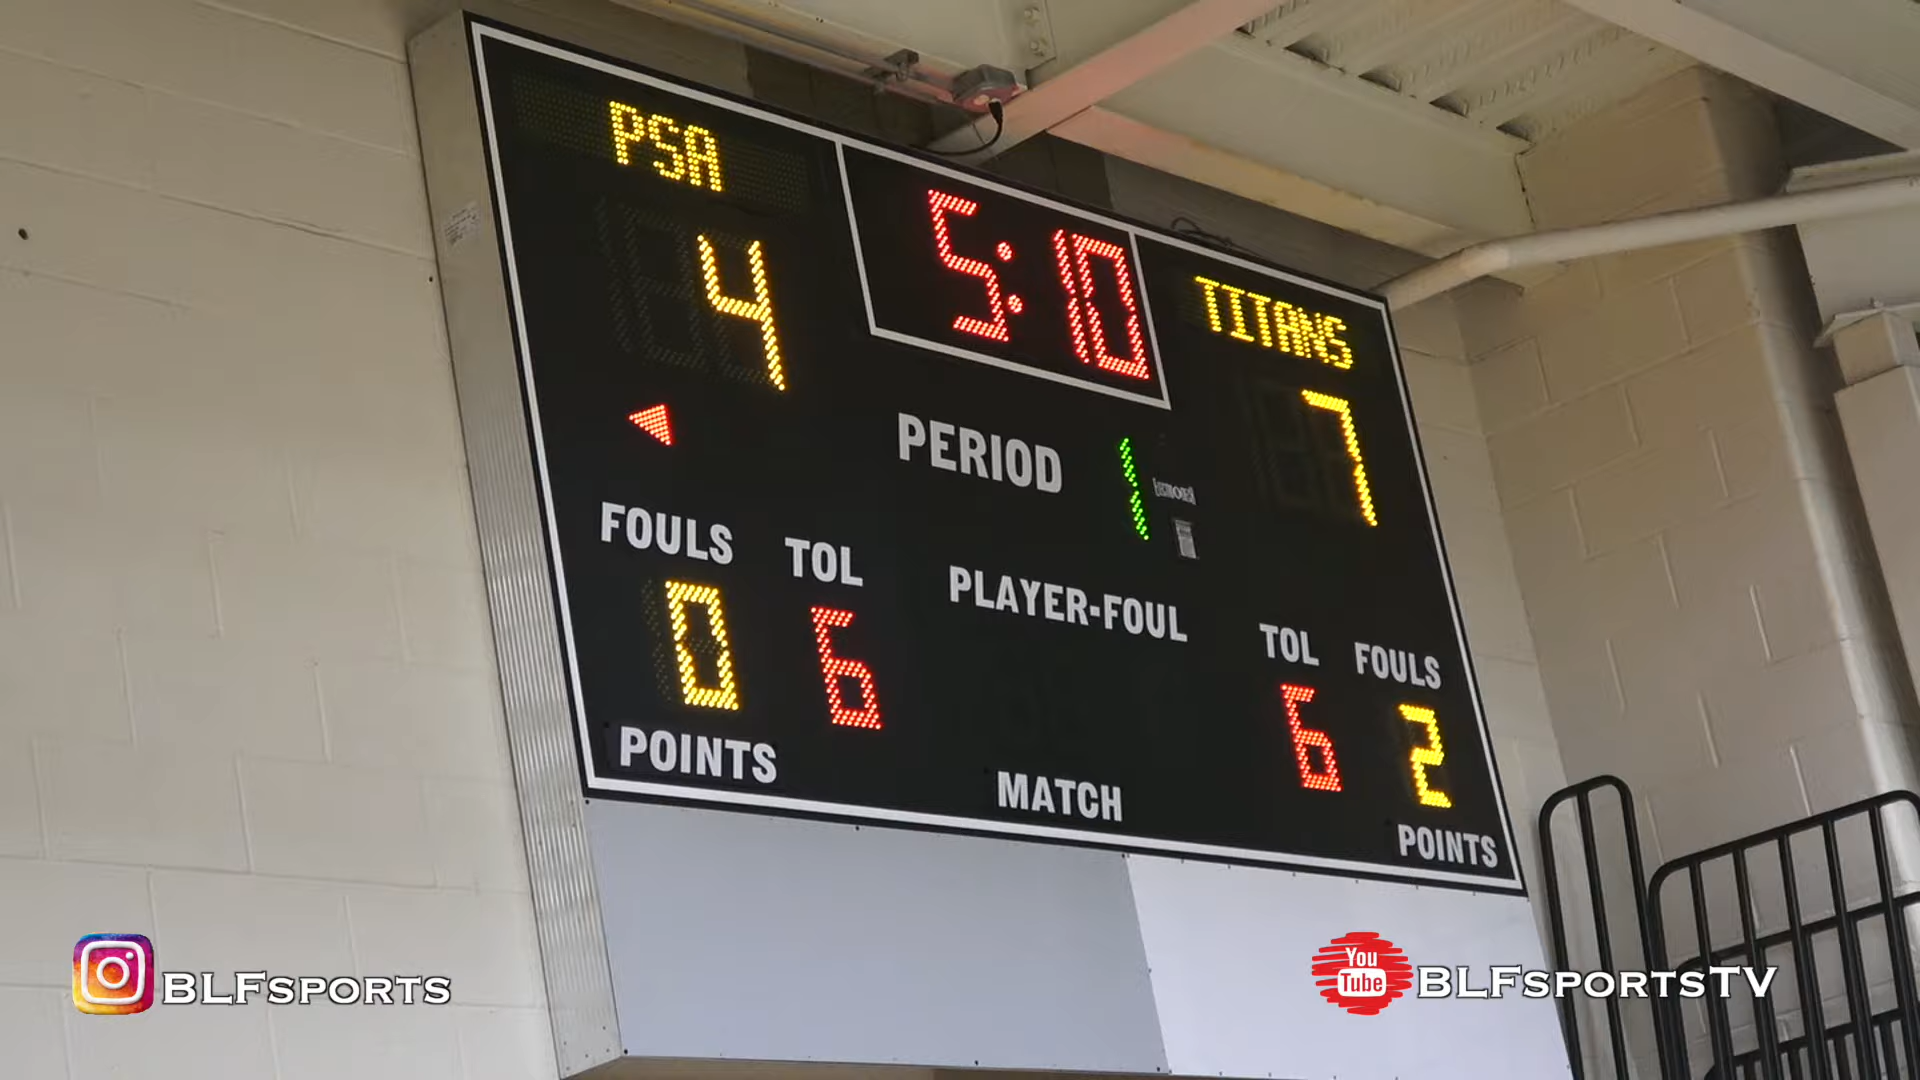 PSA
5:10
TITANS
4
7
PERIOD 1
FOULS TOL
PLAYER-FOUL
TOL FOULS
0 6
6 2
POINTS
MATCH
POINTS
BLFSPORTS
You
Tube
BLFSPORTSTV